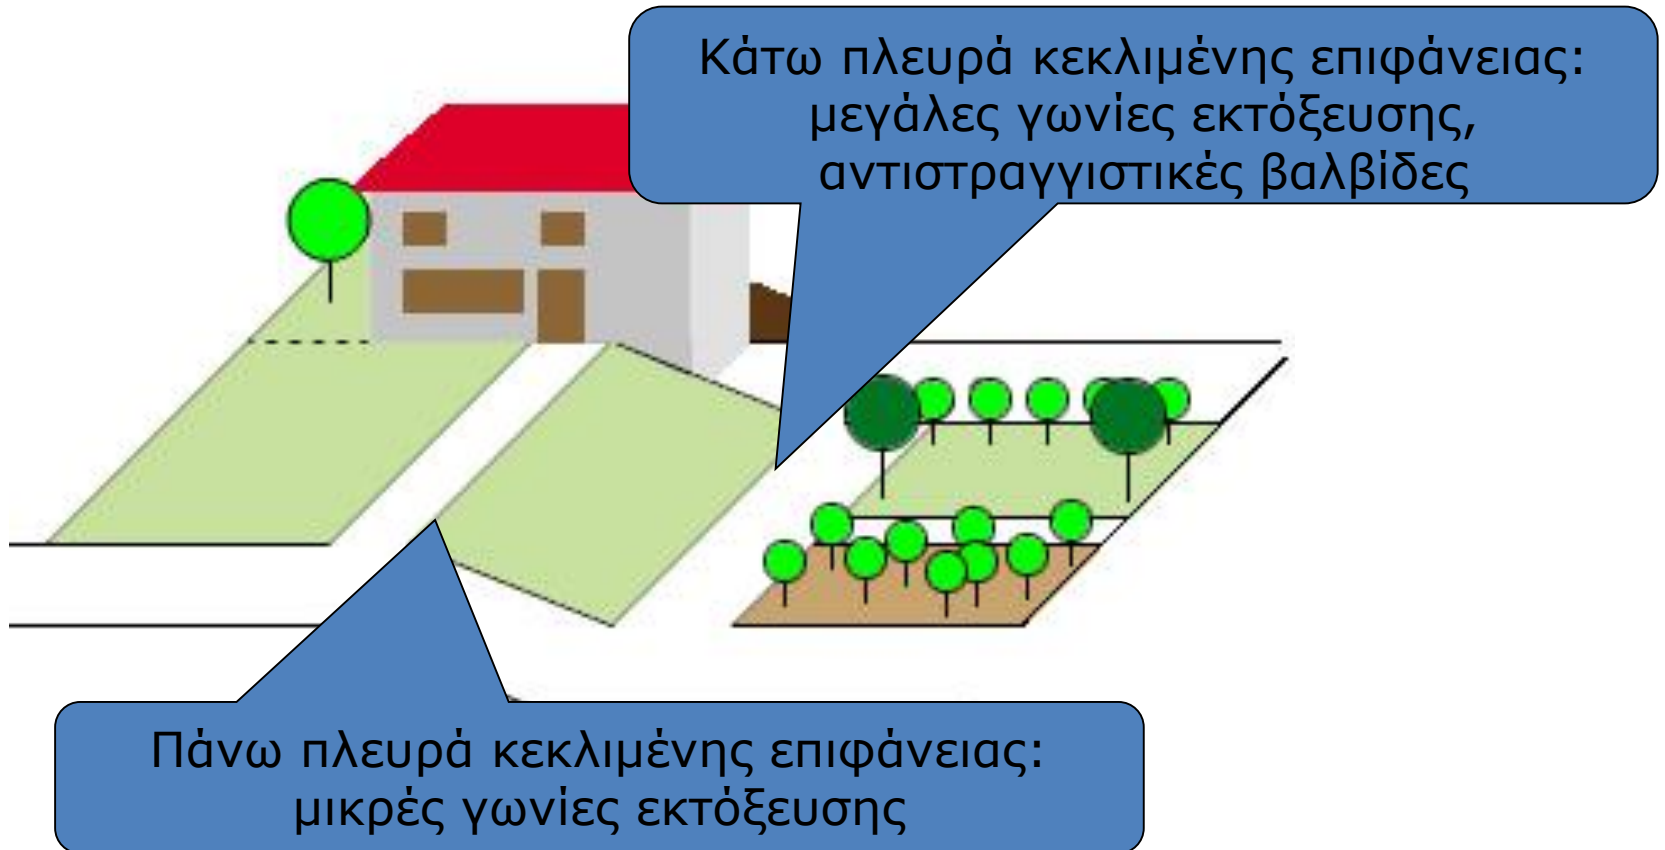 Κάτω πλευρά κεκλιμένης επιφάνειας:
μεγάλες γωνίες εκτόξευσης,
αντιστραγγιστικές βαλβίδες
Πάνω πλευρά κεκλιμένης επιφάνειας:
μικρές γωνίες εκτόξευσης